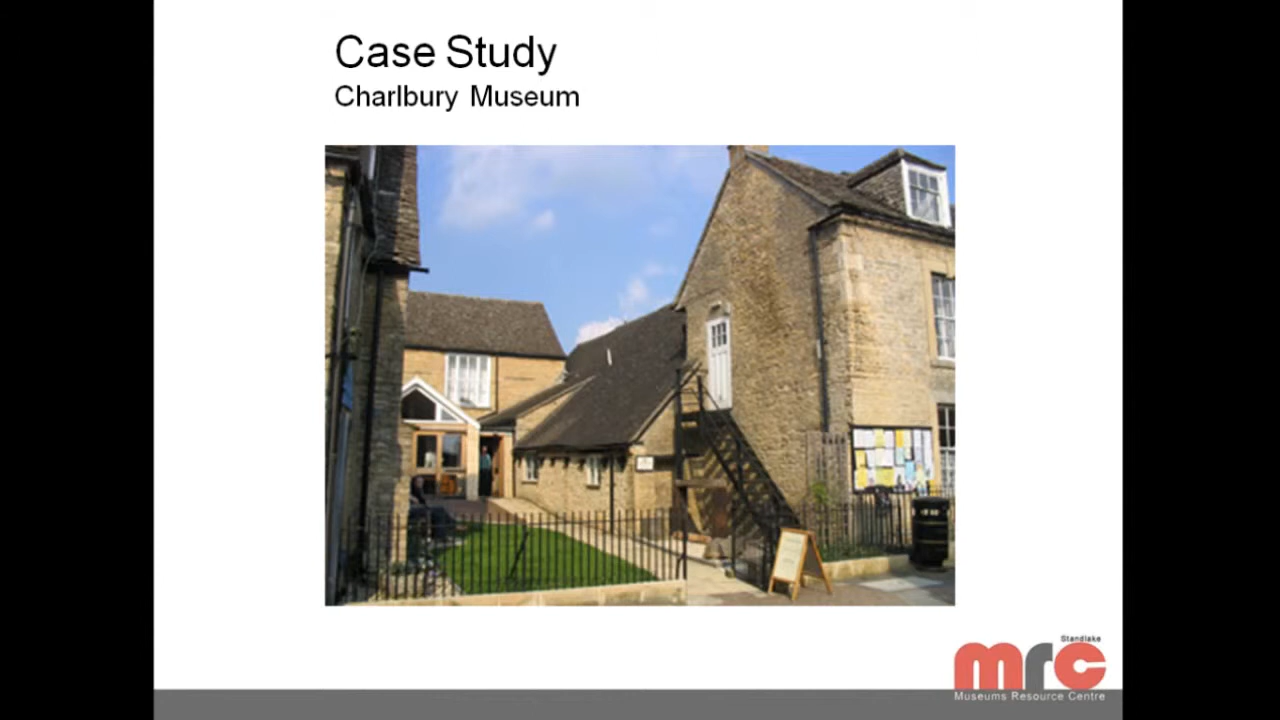 Case Study
Charlbury Museum
Standlake
mrc
Museums Resource Centre